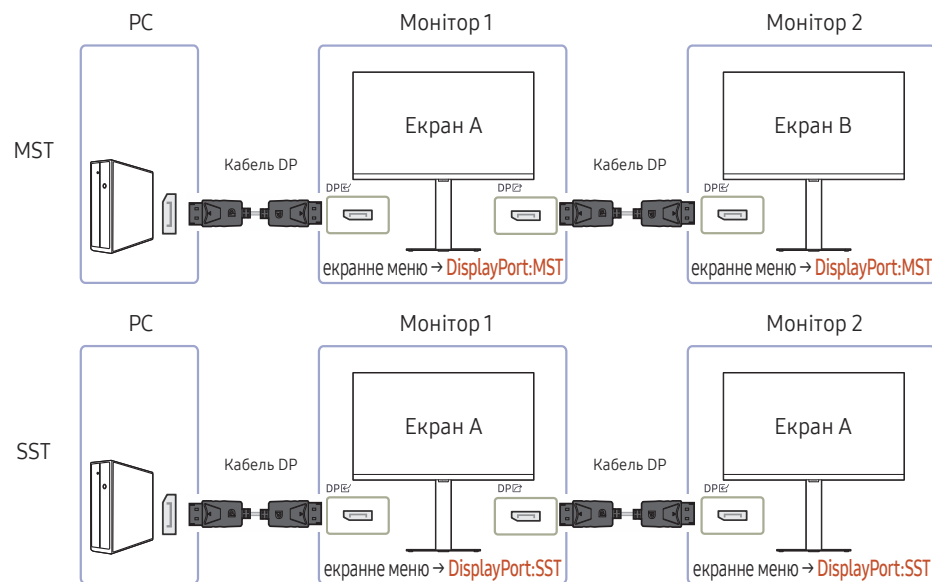 PC Монітор 1 Монітор 2
MST
Екран A Екран B
Кабель DP Кабель DP
DP DP DP
екранне меню → DisplayPort:MST екранне меню → DisplayPort:MST
PC Монітор 1 Монітор 2
SST
Екран A Екран A
Кабель DP Кабель DP
DP DP DP
екранне меню → DisplayPort:SST екранне меню → DisplayPort:SST